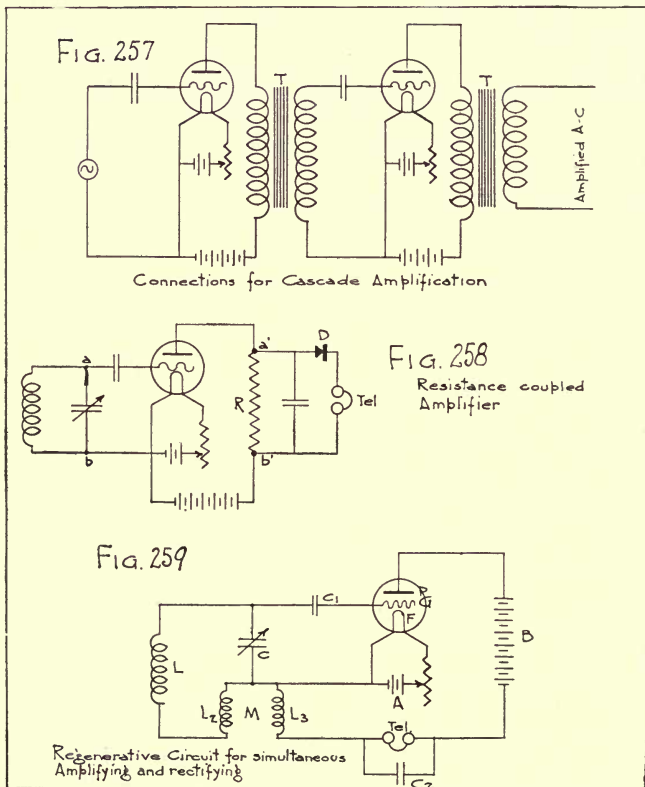 FIG. 257
T
T
Amplified A-C
Connections for Cascade Amplification
a
a'
D
FIG. 258
Resistance coupled
Amplifier
R
Tel
b
b'
FIG. 259
C1
P
G
F
L
C
B
A
L2
M
L3
Tel
C2
Regenerative Circuit for simultaneous
Amplifying and rectifying